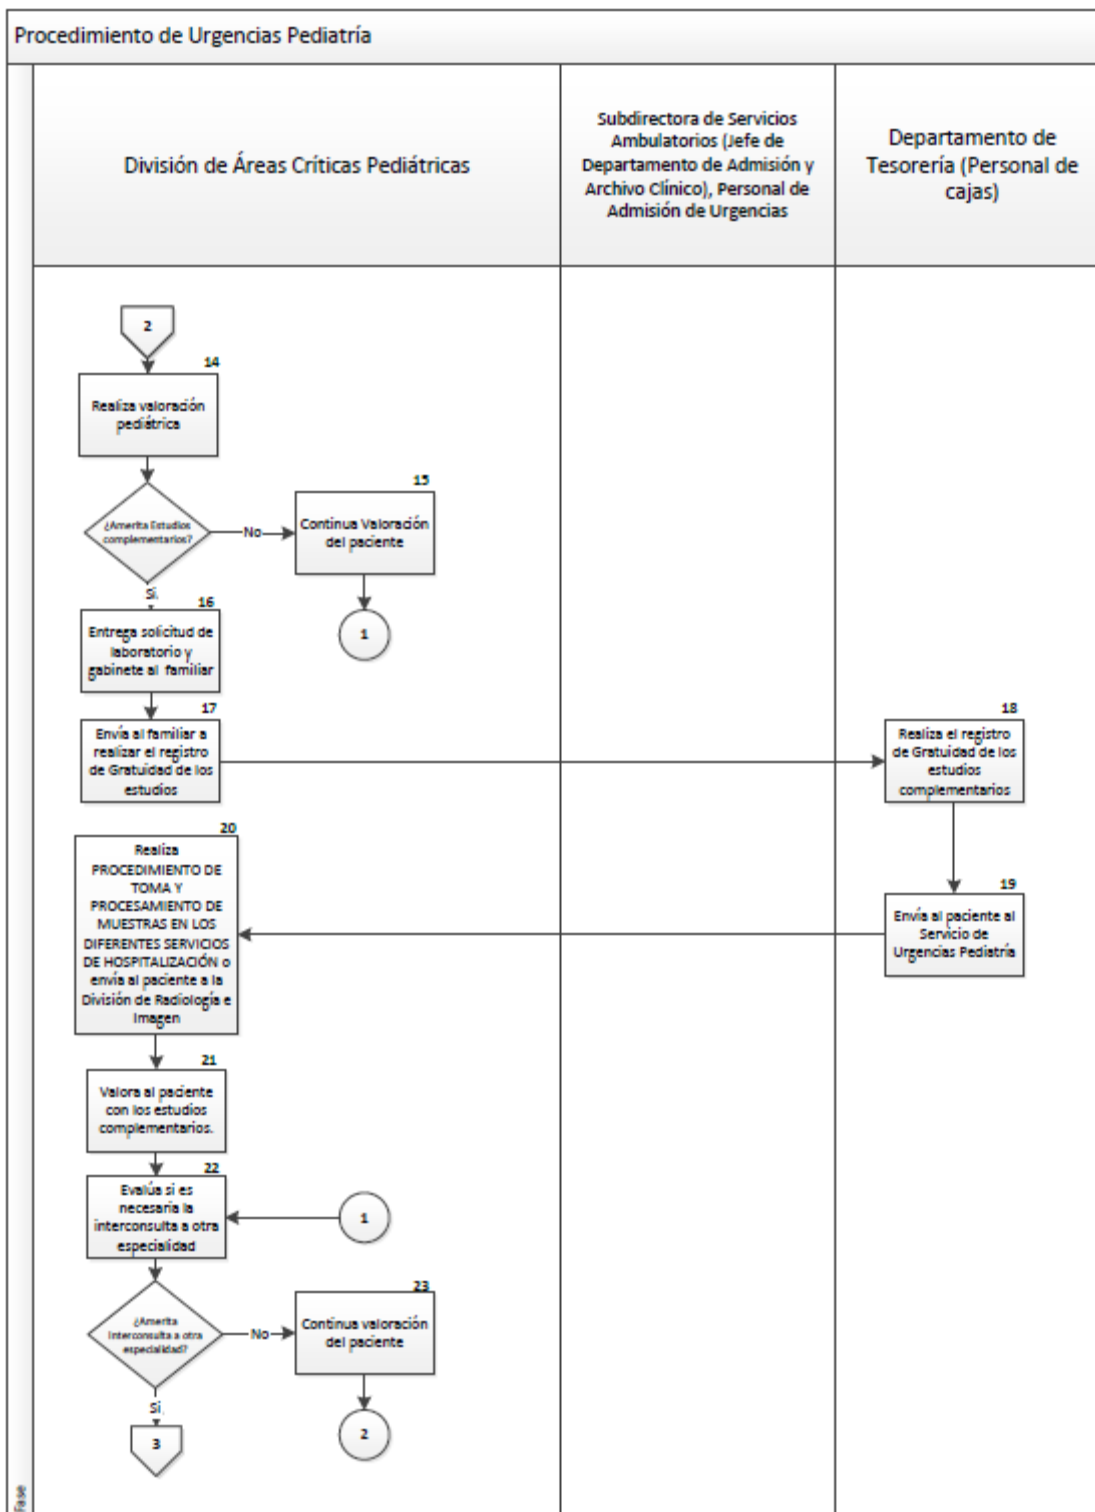 Procedimiento de Urgencias Pediatría
División de Áreas Críticas Pediátricas
Subdirectora de Servicios
Ambulatorios (Jefe de
Departamento de Admisión y
Archivo Clínico), Personal de
Admisión de Urgencias
Departamento de
Tesorería (Personal de
cajas)
2
14
Realiza valoración
pediátrica
¿Amerita Estudios
complementarios?
No
15
Continua Valoración
del paciente
1
Si.
16
Entrega solicitud de
laboratorio y
gabinete al familiar
17
Envía al familiar a
realizar el registro
de Gratuidad de los
estudios
18
Realiza el registro
de Gratuidad de los
estudios
complementarios
19
Envía al paciente al
Servicio de
Urgencias Pediatría
20
Realiza
PROCEDIMIENTO DE
TOMA Y
PROCESAMIENTO DE
MUESTRAS EN LOS
DIFERENTES SERVICIOS
DE HOSPITALIZACIÓN o
envía al paciente a la
División de Radiología e
Imagen
21
Valora al paciente
con los estudios
complementarios.
22
Evalúa si es
necesaria la
interconsulta a otra
especialidad
1
¿Amerita
Interconsulta a otra
especialidad?
No
23
Continua valoración
del paciente
2
Si.
3
Fase